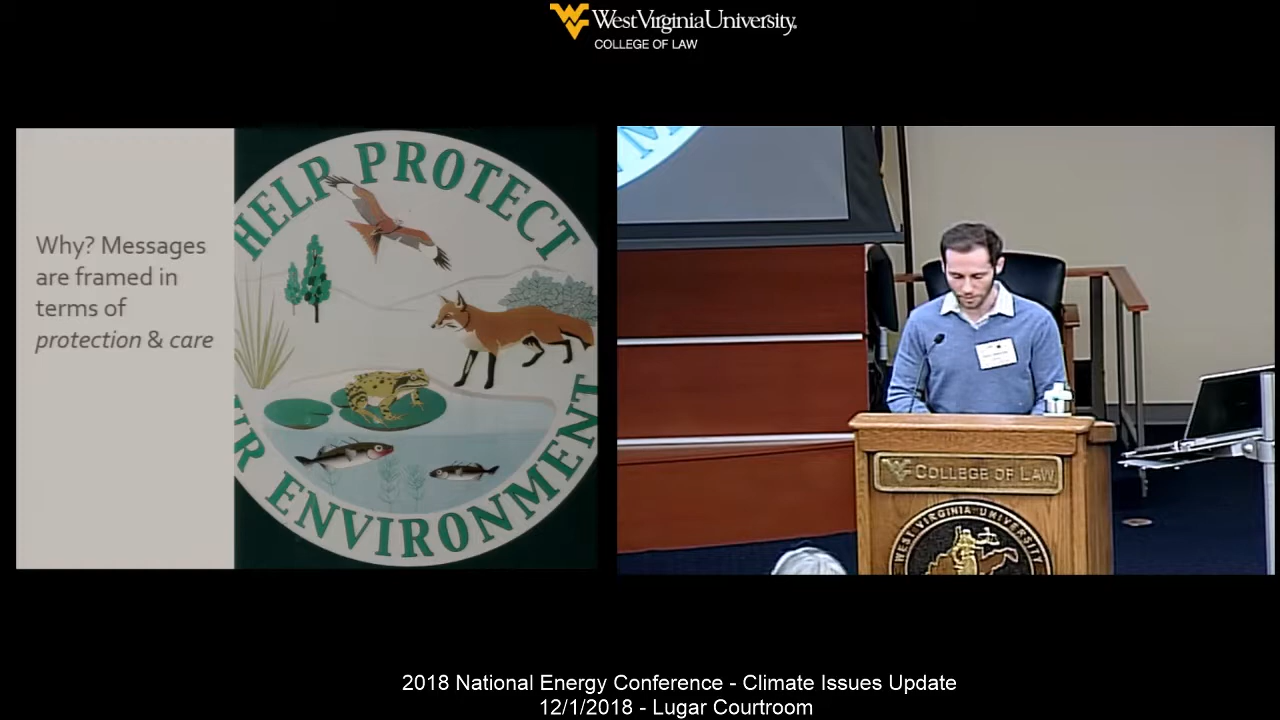 West Virginia University.
COLLEGE OF LAW
Why? Messages
are framed in
terms of
protection & care
HELP PROTECT
UR ENVIRONMENT
COLLEGE OF LAW
WEST VIRGINIA UNIVERSITY
2018 National Energy Conference - Climate Issues Update
12/1/2018 - Lugar Courtroom